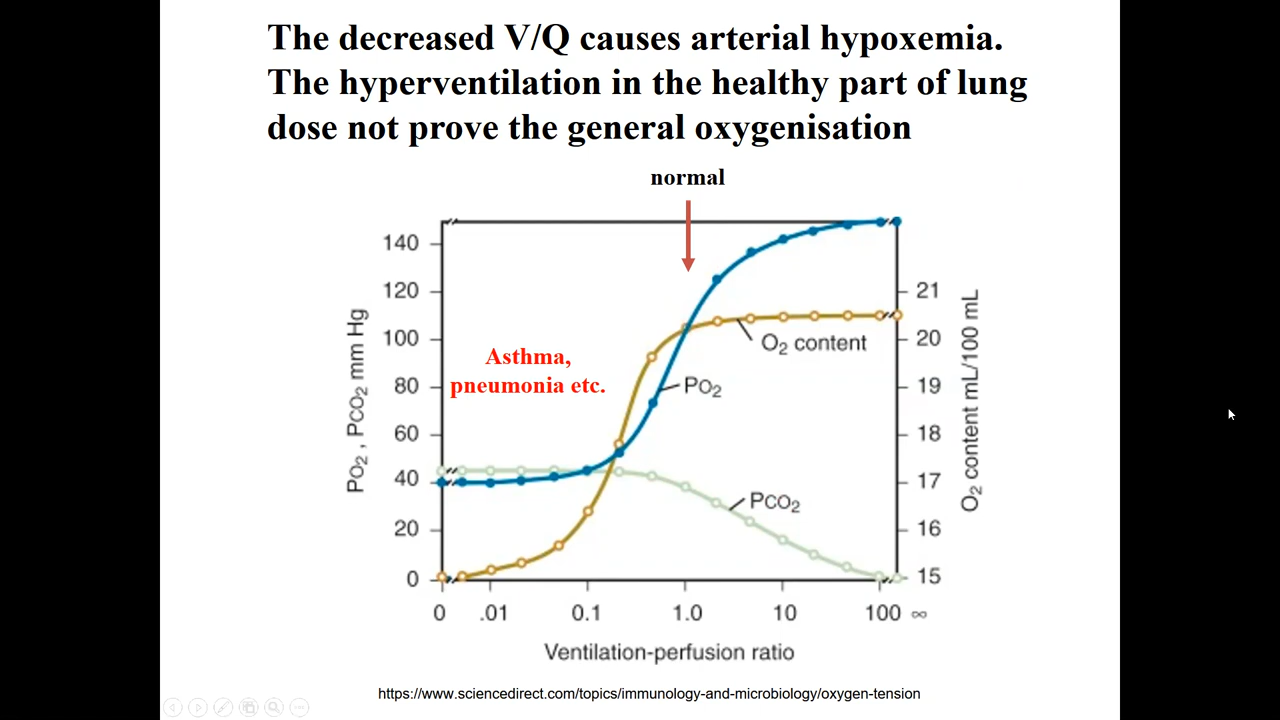 The decreased V/Q causes arterial hypoxemia.
The hyperventilation in the healthy part of lung
dose not prove the general oxygenisation
normal
140
120
100
80
60
40
20
0
PO₂ , PCO₂ mm Hg
Asthma,
pneumonia etc.
O₂ content
PO₂
PCO₂
21
20
19
18
17
16
15
O₂ content mL/100 mL
0 .01 0.1 1.0 10 100 ∞
Ventilation-perfusion ratio
https://www.sciencedirect.com/topics/immunology-and-microbiology/oxygen-tension